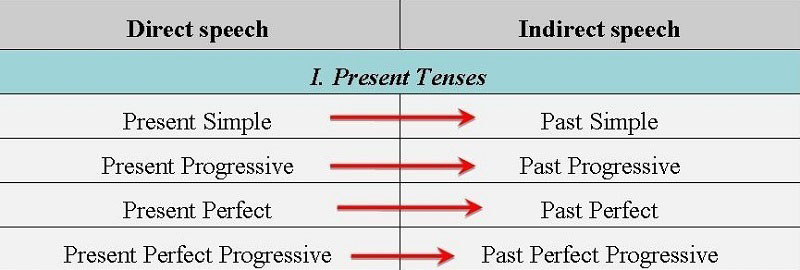 Direct speech Indirect speech
I. Present Tenses
Present Simple Past Simple
Present Progressive Past Progressive
Present Perfect Past Perfect
Present Perfect Progressive Past Perfect Progressive